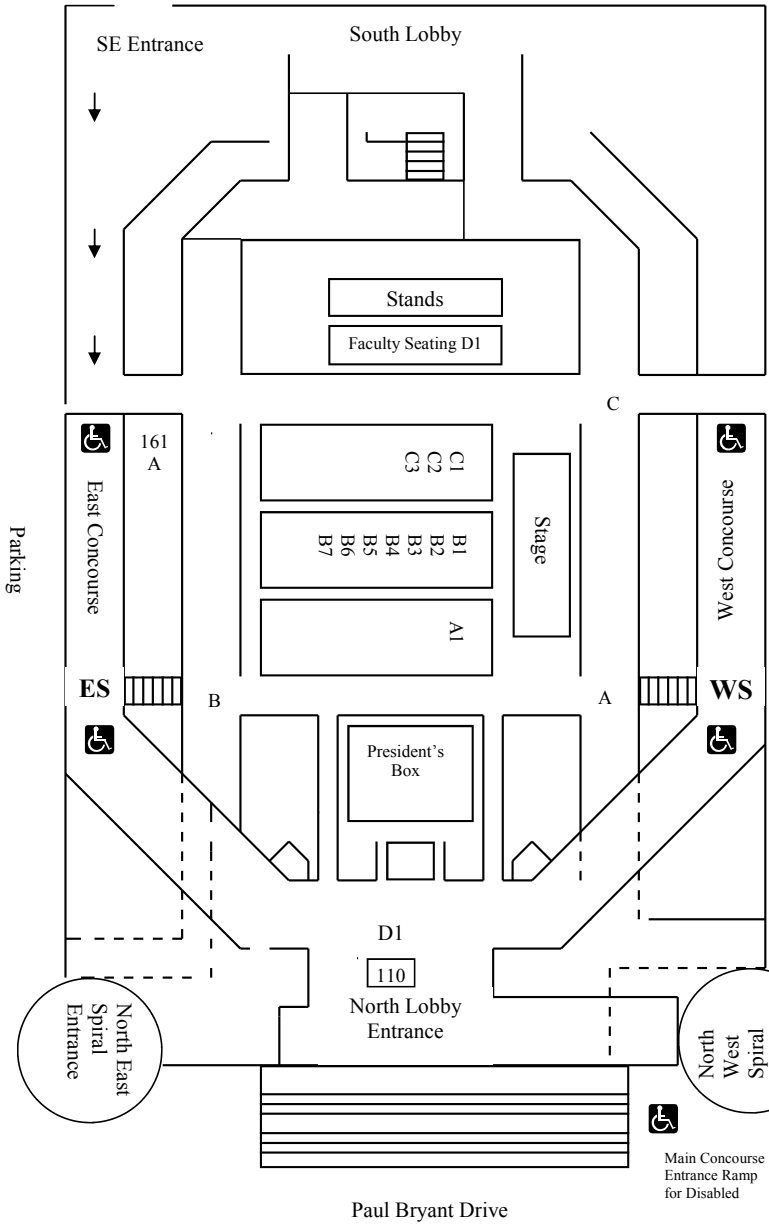 South Lobby
SE Entrance
Stands
Faculty Seating D1
C
161
A
C1
C2
C3
East Concourse
Parking
B1
B2
B3
B4
B5
B6
B7
Stage
West Concourse
A1
ES
B
A
WS
President's
Box
D1
110
North Lobby
Entrance
North East
Spiral
Entrance
North
West
Spiral
Main Concourse
Entrance Ramp
for Disabled
Paul Bryant Drive